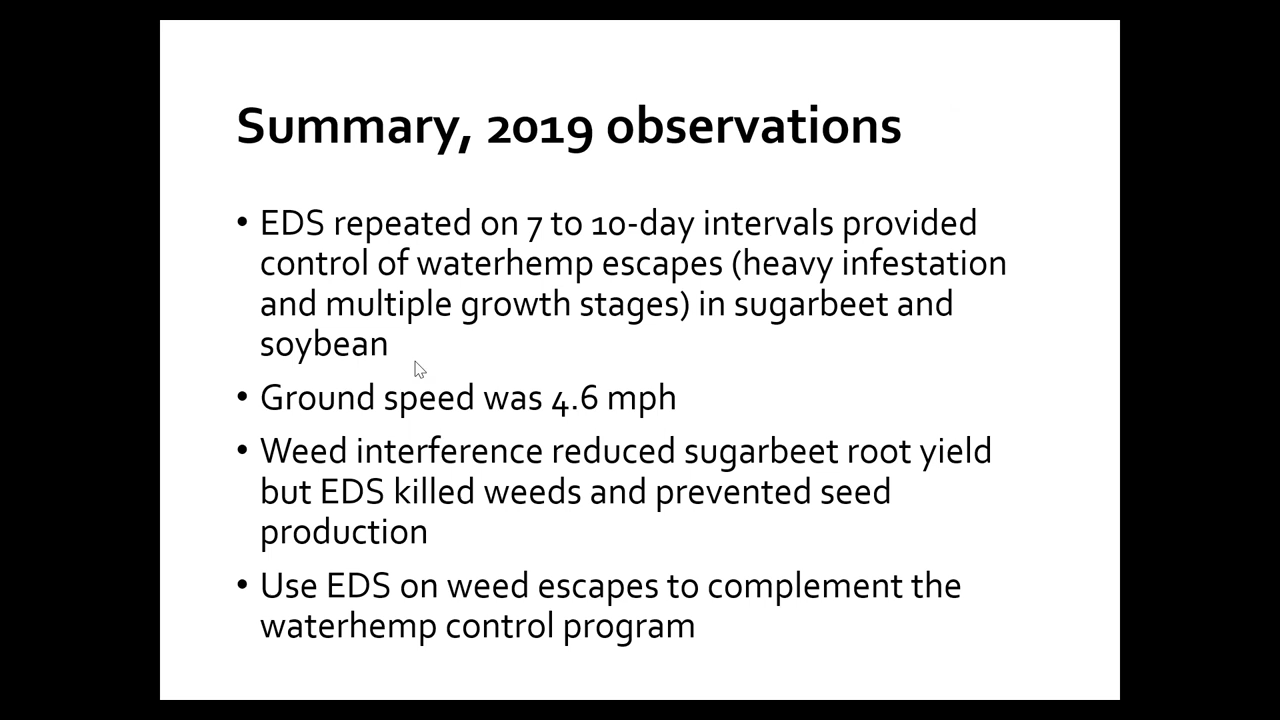 Summary, 2019 observations
• EDS repeated on 7 to 10-day intervals provided
control of waterhemp escapes (heavy infestation
and multiple growth stages) in sugarbeet and
soybean
• Ground speed was 4.6 mph
• Weed interference reduced sugarbeet root yield
but EDS killed weeds and prevented seed
production
• Use EDS on weed escapes to complement the
waterhemp control program